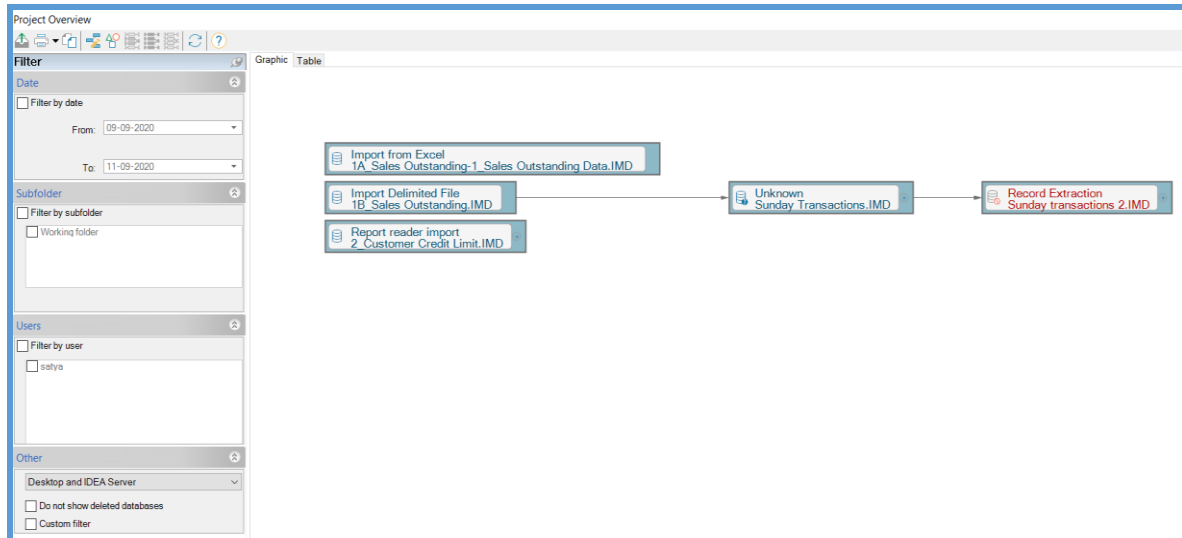 Project Overview
Filter
Graphic Table
Date
Filter by date
From: 09-09-2020
To: 11-09-2020
Subfolder
Filter by subfolder
Working folder
Users
Filter by user
satya
Other
Desktop and IDEA Server
Do not show deleted databases
Custom filter
Import from Excel
1A_Sales Outstanding-1_Sales Outstanding Data.IMD
Import Delimited File
1B_Sales Outstanding.IMD
Unknown
Sunday Transactions.IMD
Record Extraction
Sunday transactions 2.IMD
Report reader import
2_Customer Credit Limit.IMD